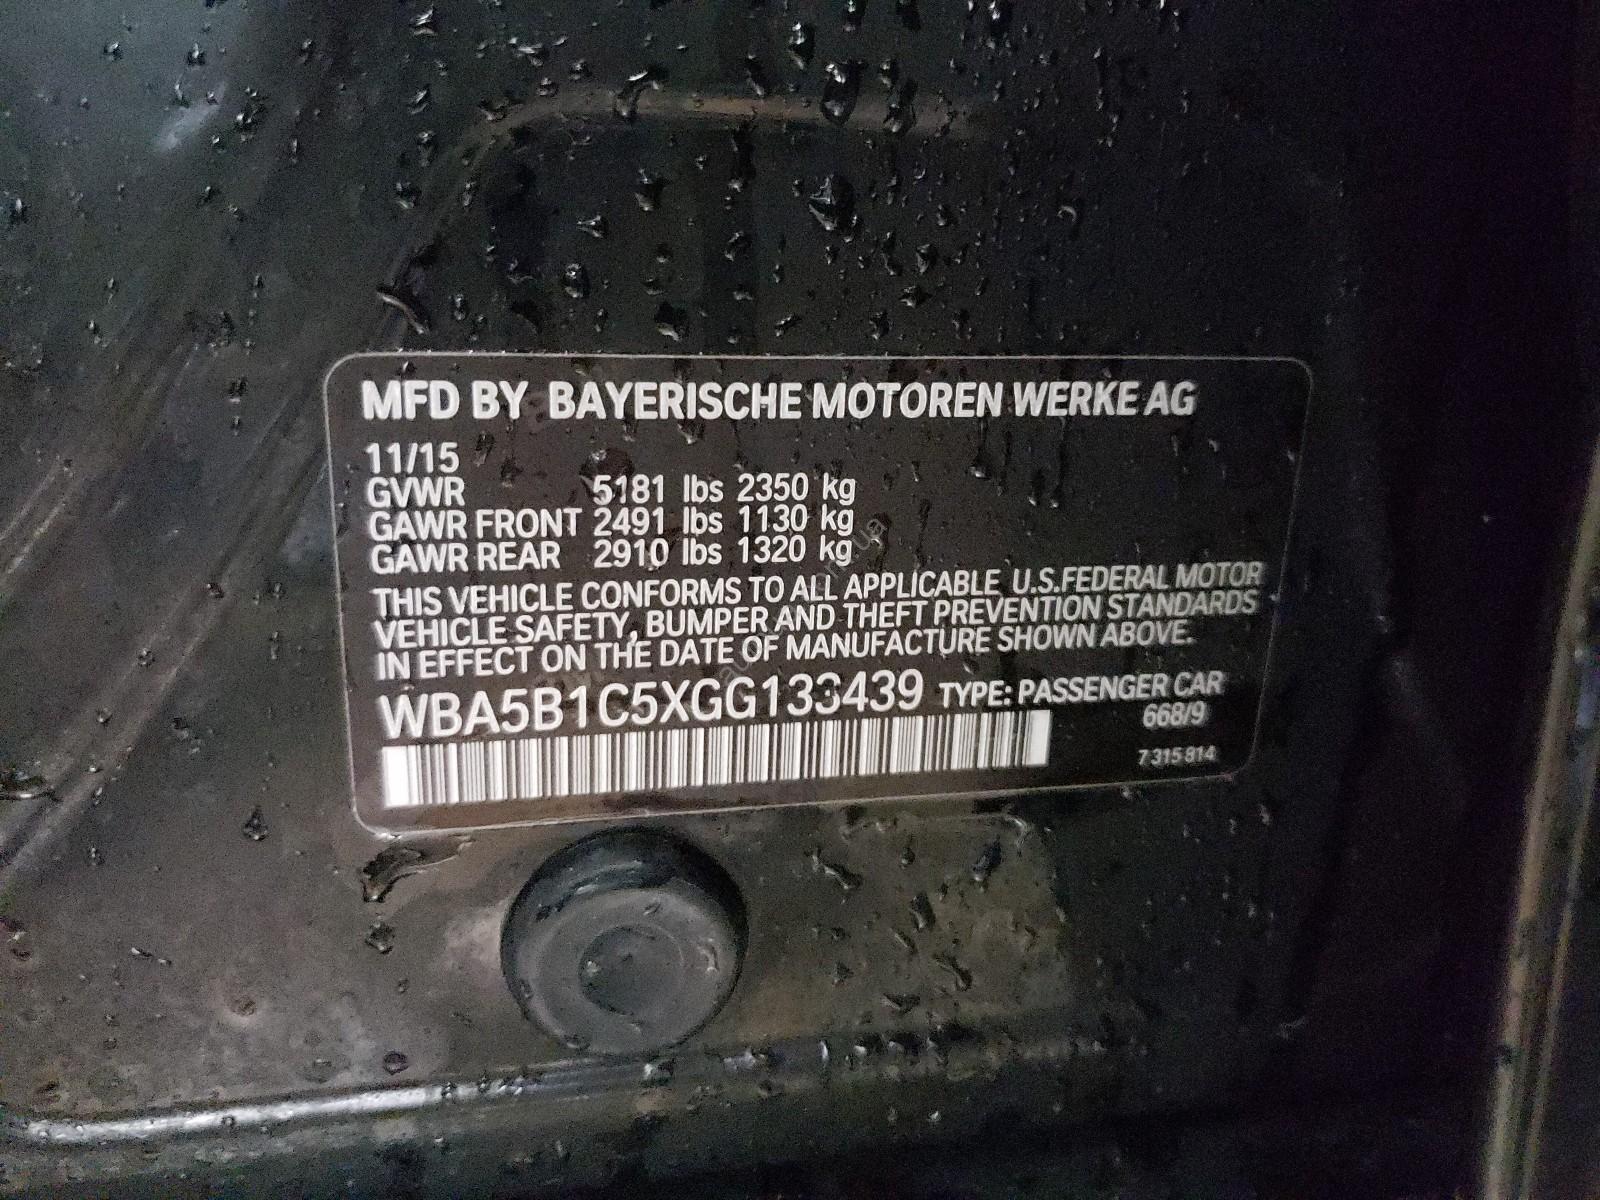 MFD BY BAYERISCHE MOTOREN WERKE AG
11/15
GVWR 5181 lbs 2350 kg
GAWR FRONT 2491 lbs 1130 kg
GAWR REAR 2910 lbs 1320 kg
THIS VEHICLE CONFORMS TO ALL APPLICABLE U.S.FEDERAL MOTOR
VEHICLE SAFETY, BUMPER AND THEFT PREVENTION STANDARDS
IN EFFECT ON THE DATE OF MANUFACTURE SHOWN ABOVE.
WBA5B1C5XGG133439 TYPE: PASSENGER CAR
668/9
7 315 814